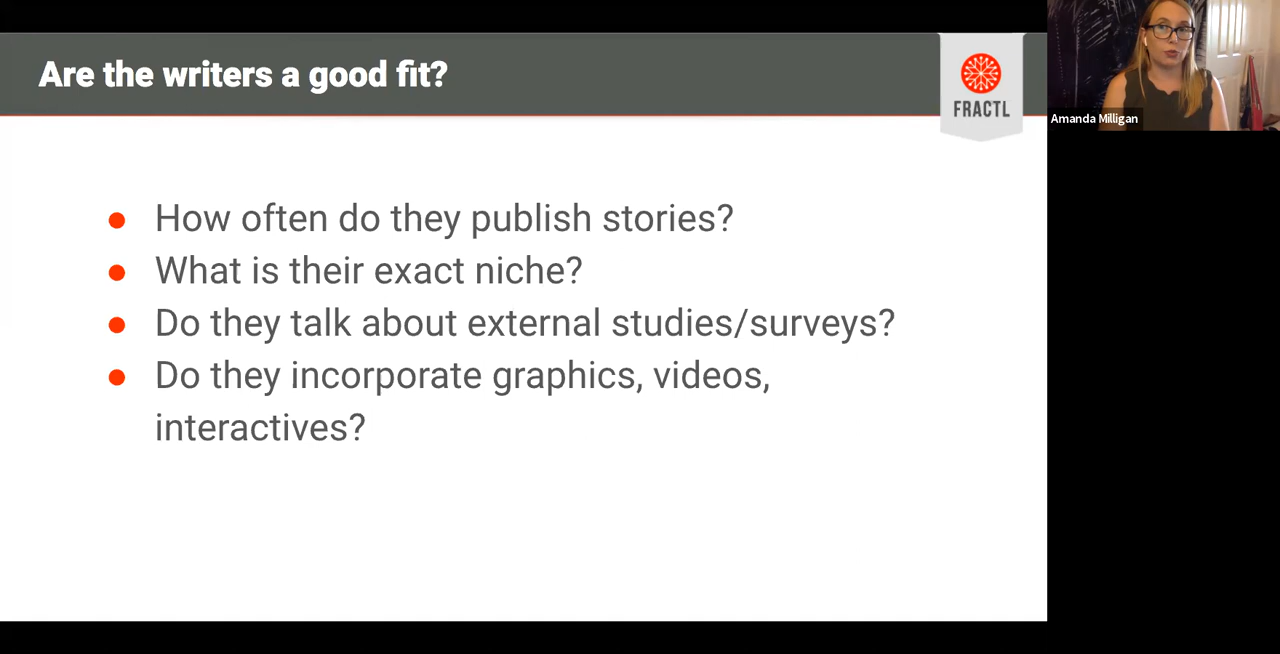 Are the writers a good fit?
FRACTL
Amanda Milligan
● How often do they publish stories?
● What is their exact niche?
● Do they talk about external studies/surveys?
● Do they incorporate graphics, videos,
interactives?